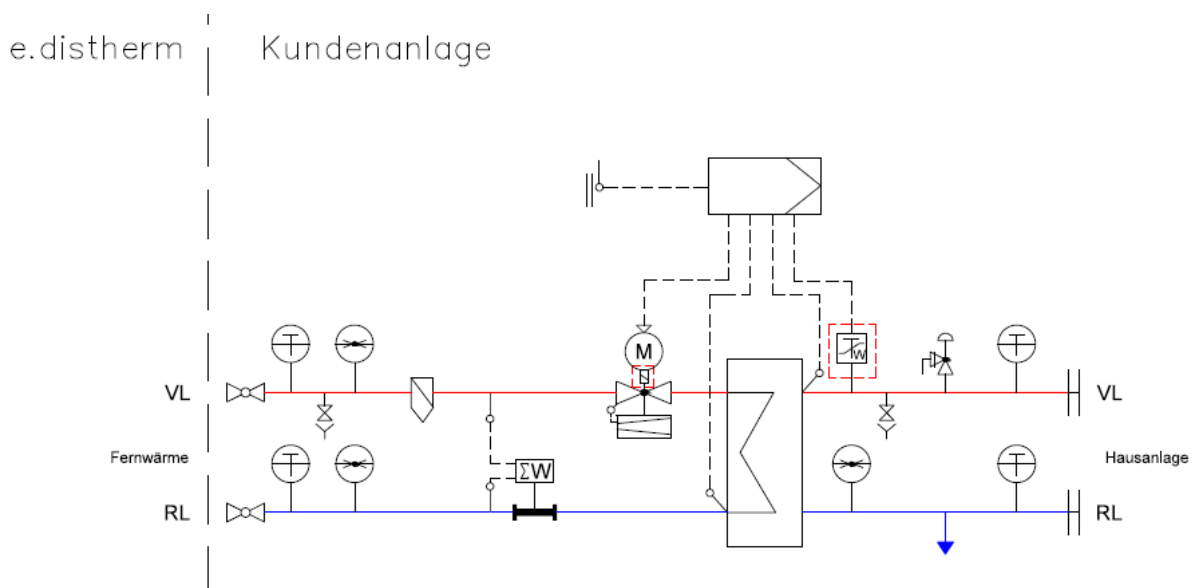 e.distherm
Kundenanlage
T
T
M
T W
VL
VL
Fernwärme
T
ΣW
T
Hausanlage
RL
RL